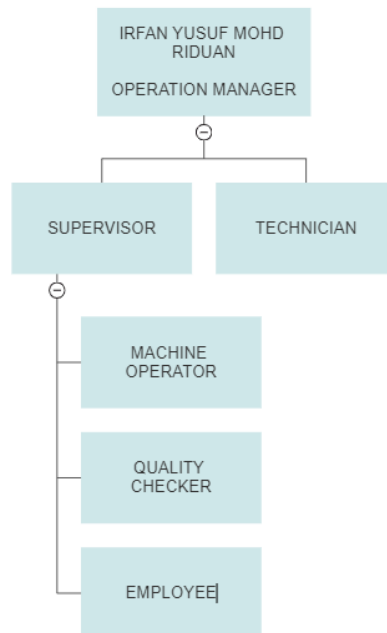 IRFAN YUSUF MOHD
RIDUAN
OPERATION MANAGER
SUPERVISOR
TECHNICIAN
MACHINE
OPERATOR
QUALITY
CHECKER
EMPLOYEE